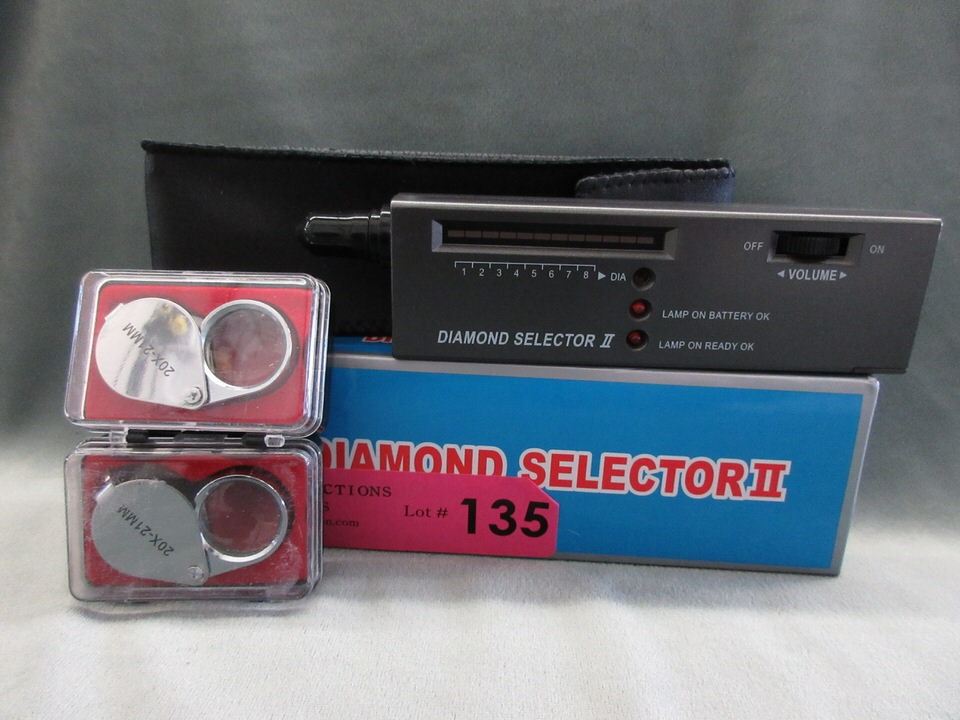 OFF ON
◄ VOLUME ►
1 2 3 4 5 6 7 8 ► DIA
LAMP ON BATTERY OK
DIAMOND SELECTOR II
LAMP ON READY OK
20X-21MM
20X-21MM
DIAMOND SELECTOR II
Lot # 135